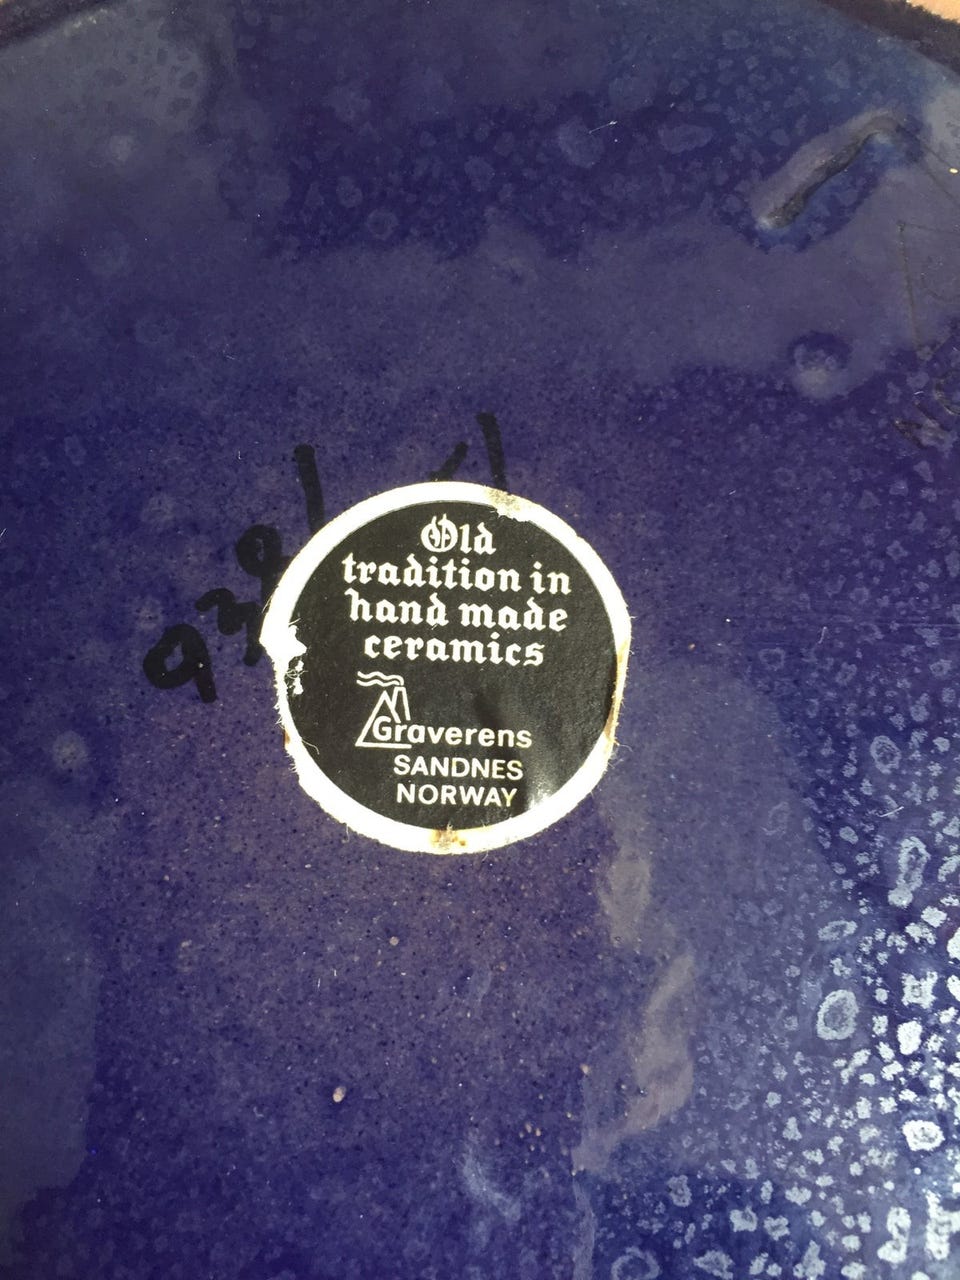 Old
tradition in
hand made
ceramics
Graverens
SANDNES
NORWAY